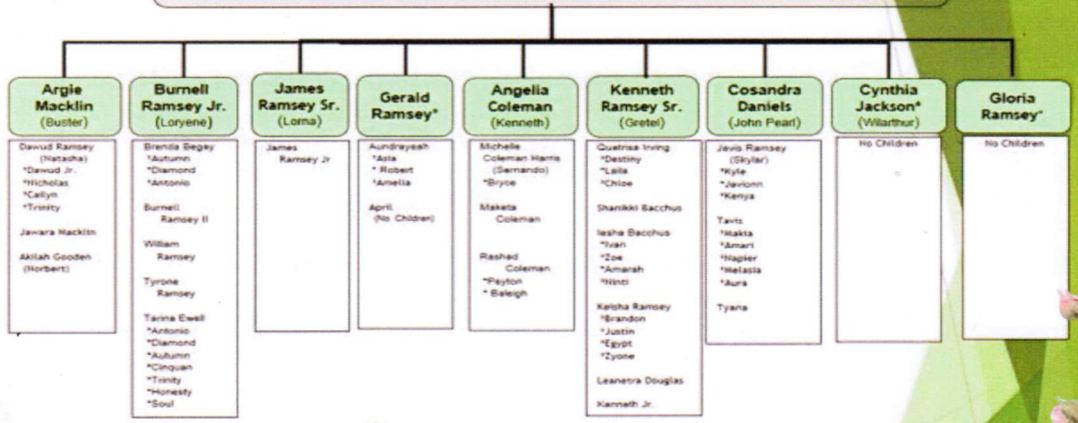 Argie
Macklin
(Buster)
Dawud Ramsey
(Natasha)
*Dawud Jr.
*Nicholas
*Cailyn
*Trinity
Jawara Macklin
Akilah Gooden
(Norbert)
Burnell
Ramsey Jr.
(Loryene)
Brenda Begay
*Autumn
*Diamond
*Antonio
Burnell
Ramsey II
William
Ramsey
Tyrone
Ramsey
Tarina Ewell
*Antonio
*Diamond
*Autumn
*Cinquan
*Trinity
*Honesty
*Soul
James
Ramsey Sr.
(Lorna)
James
Ramsey Jr
Gerald
Ramsey*
Aundrayeah
*Asia
* Robert
*Amelia
April
(No Children)
Angelia
Coleman
(Kenneth)
Michelle
Coleman Harris
(Sernando)
*Bryce
Maketa
Coleman
Rashad
Coleman
*Peyton
* Baleigh
Kenneth
Ramsey Sr.
(Gretel)
Quatrisa Irving
*Destiny
*Laila
*Chloe
Shanikki Bacchus
Iesha Bacchus
*Ivan
*Zoe
*Amarah
*Ninti
Keisha Ramsey
*Brandon
*Justin
*Egypt
*Zyone
Leanetra Douglas
Kenneth Jr.
Cosandra
Daniels
(John Pearl)
Jevis Ramsey
(Skylar)
*Kyle
*Javionn
*Kenya
Tavis
*Makia
*Amari
*Napier
*Melasia
*Aura
Tyana
Cynthia
Jackson*
(Wilarthur)
No Children
Gloria
Ramsey*
No Children